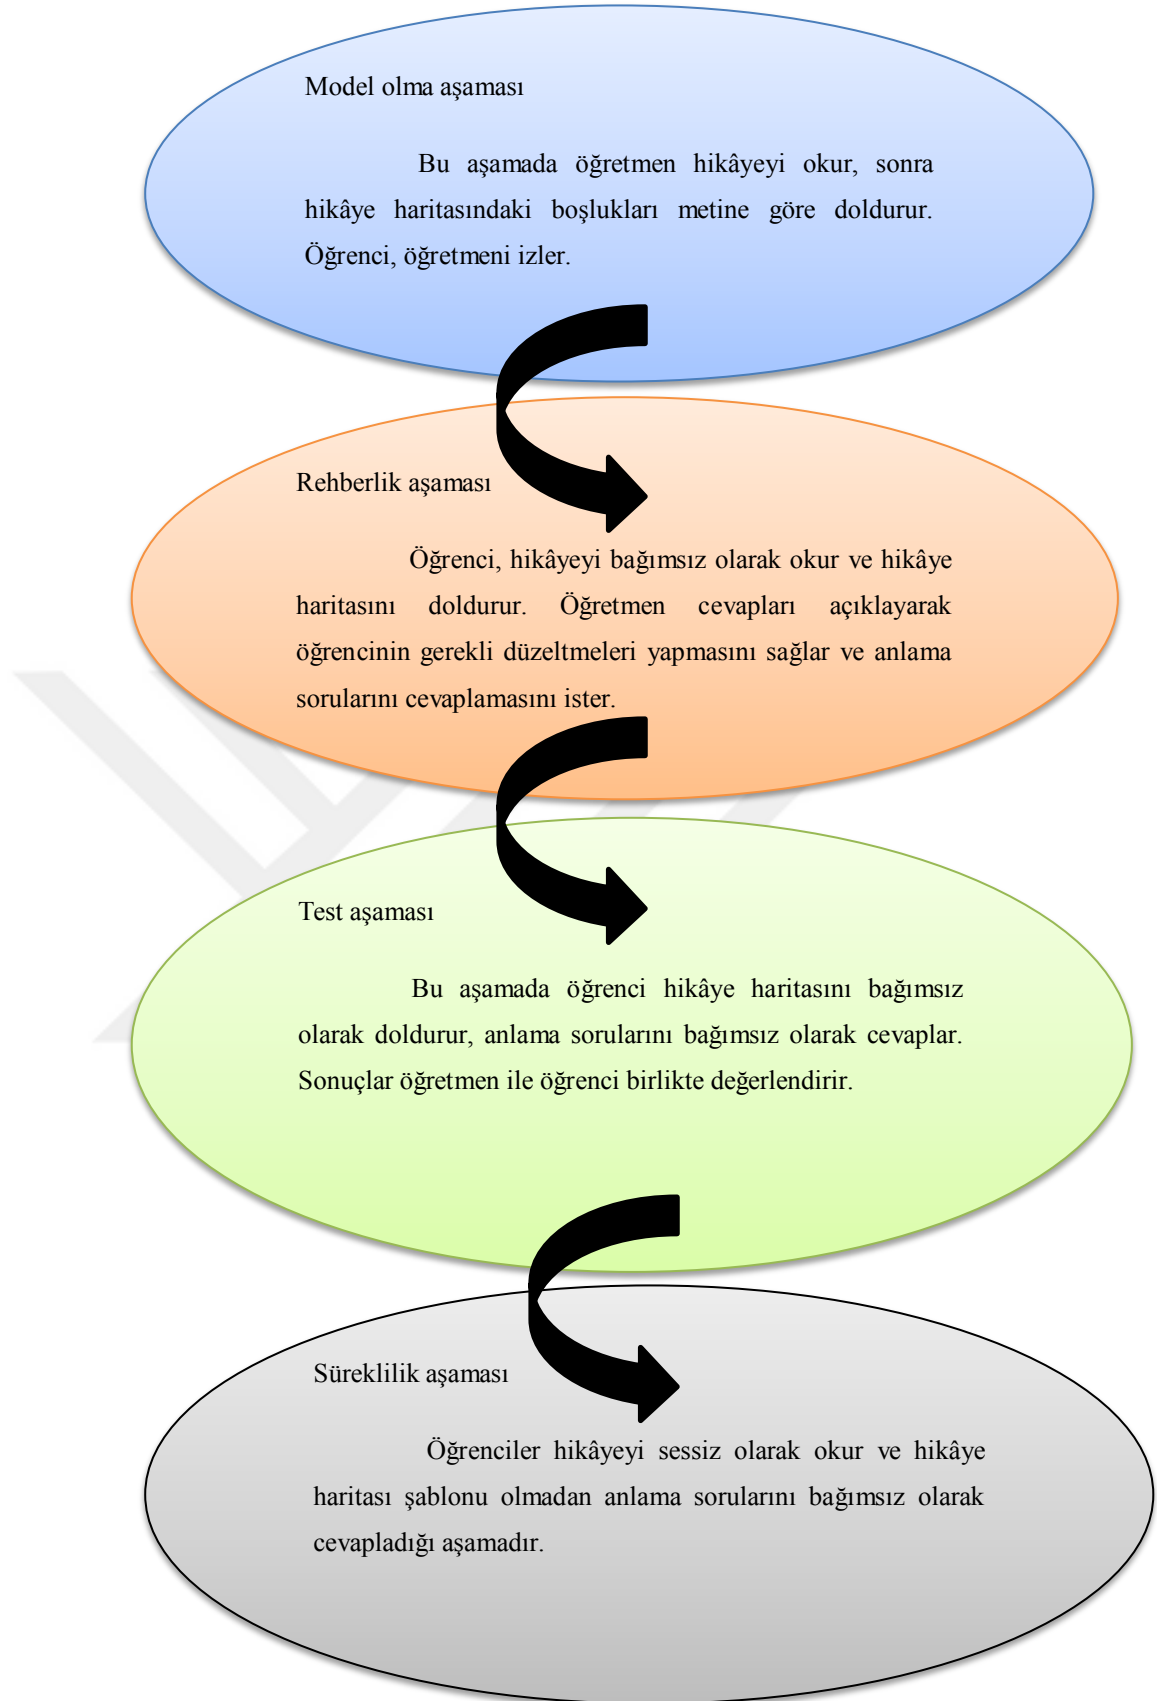 Model olma aşaması
Bu aşamada öğretmen hikâyeyi okur, sonra
hikâye haritasındaki boşlukları metine göre doldurur.
Öğrenci, öğretmeni izler.
Rehberlik aşaması
Öğrenci, hikâyeyi bağımsız olarak okur ve hikâye
haritasını doldurur. Öğretmen cevapları açıklayarak
öğrencinin gerekli düzeltmeleri yapmasını sağlar ve anlama
sorularını cevaplamasını ister.
Test aşaması
Bu aşamada öğrenci hikâye haritasını bağımsız
olarak doldurur, anlama sorularını bağımsız olarak cevaplar.
Sonuçlar öğretmen ile öğrenci birlikte değerlendirir.
Süreklilik aşaması
Öğrenciler hikâyeyi sessiz olarak okur ve hikâye
haritası şablonu olmadan anlama sorularını bağımsız olarak
cevapladığı aşamadır.